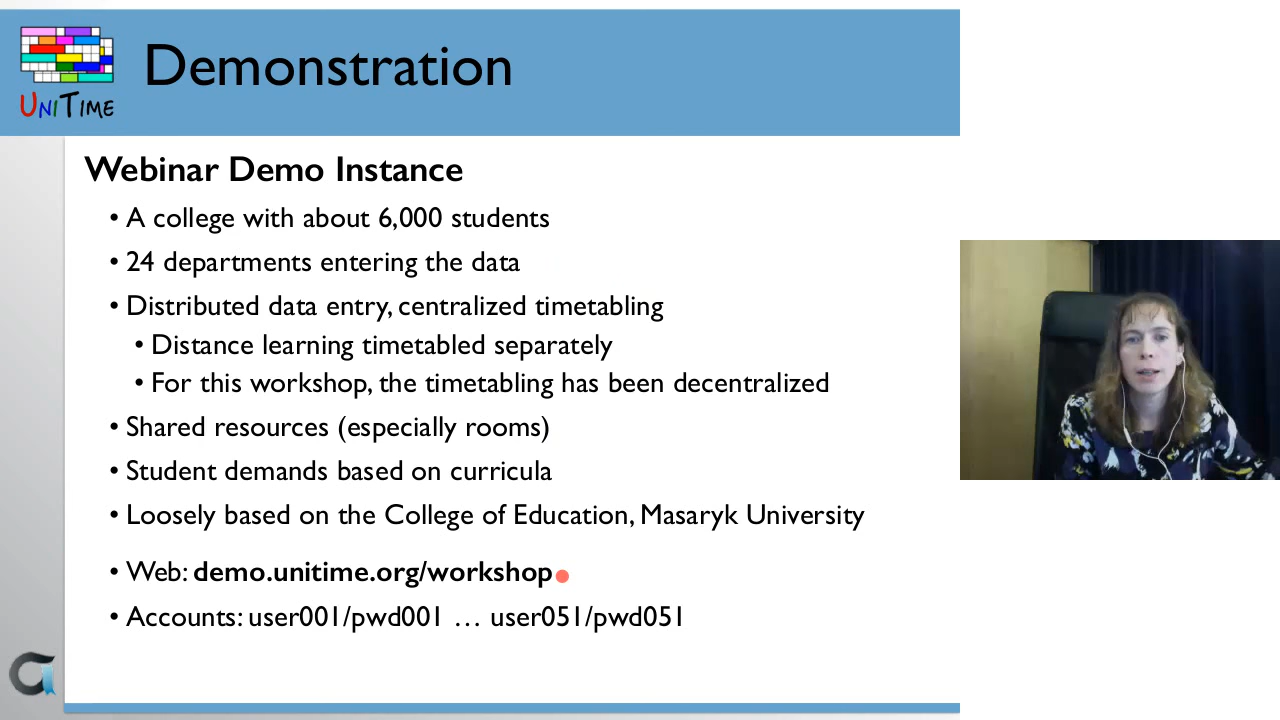 UNITIME
Demonstration
Webinar Demo Instance
• A college with about 6,000 students
• 24 departments entering the data
• Distributed data entry, centralized timetabling
• Distance learning timetabled separately
• For this workshop, the timetabling has been decentralized
• Shared resources (especially rooms)
• Student demands based on curricula
• Loosely based on the College of Education, Masaryk University
• Web: demo.unitime.org/workshop
• Accounts: user001/pwd001 … user051/pwd051